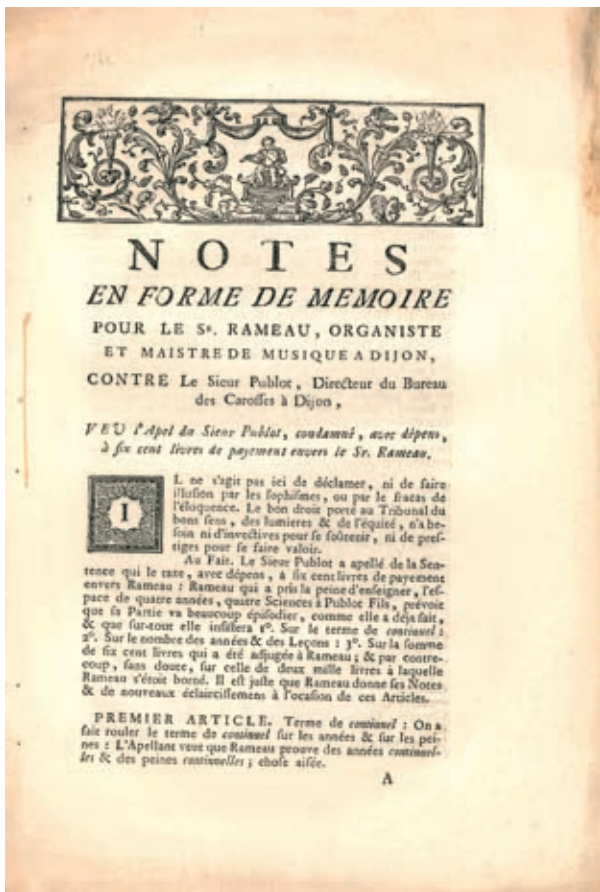 NOTES
EN FORME DE MEMOIRE
POUR LE SR. RAMEAU, ORGANISTE
ET MAISTRE DE MUSIQUE A DIJON,
CONTRE Le Sieur Publot, Directeur du Bureau
des Carosses à Dijon,
VEU l'Apel du Sieur Publot, condamné, avec dépens,
à six cent livres de payement envers le Sr. Rameau.
IL ne s'agit pas ici de déclamer, ni de faire
illusion par les sophismes, ou par le fracas de
l'éloquence. Le bon droit porté au Tribunal du
bons sens, des lumieres & de l'équité, n'a be-
soin ni d'invectives pour se soûtenir, ni de pres-
tiges pour se faire valoir.
Au Fait. Le Sieur Publot a apellé de la Sen-
tence qui le taxe, avec dépens, à six cent livres de payement
envers Rameau : Rameau qui a pris la peine d'enseigner, l'es-
pace de quatre années, quatre Sciences à Publot Fils, prévoit
que sa Partie va beaucoup épisodier, comme elle a déja fait,
& que sur-tout elle insistera 1°. Sur le terme de continuel :
2°. Sur le nombre des années & des Leçons : 3°. Sur la somme
de six cent livres qui a été adjugée à Rameau ; & par contre-
coup, sans doute, sur celle de deux mille livres à laquelle
Rameau s'étoit borné. Il est juste que Rameau donne ses Notes
& de nouveaux éclaircissemens à l'ocasion de ces Articles.
PREMIER ARTICLE. Terme de continuel : On a
fait rouler le terme de continuel sur les années & sur les pei-
nes : L'Apellant veut que Rameau prouve des années continuel-
les & des peines continuelles ; chose aisée.
A